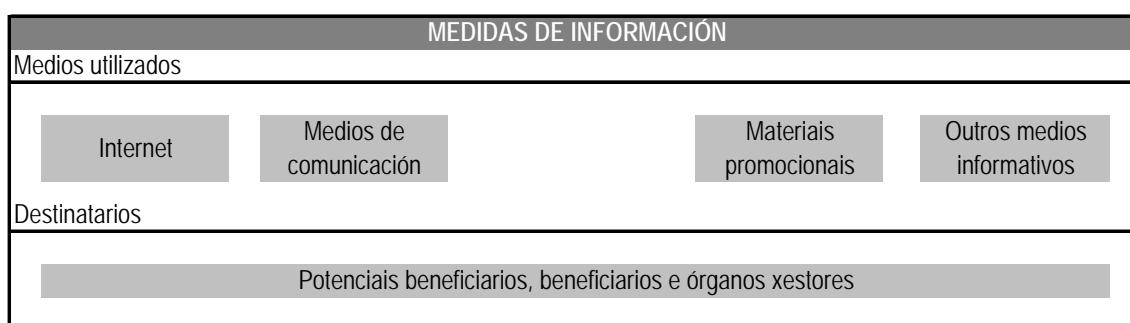 MEDIDAS DE INFORMACIÓN
Medios utilizados
Internet
Medios de
comunicación
Materiais
promocionais
Outros medios
informativos
Destinatarios
Potenciais beneficiarios, beneficiarios e órganos xestores